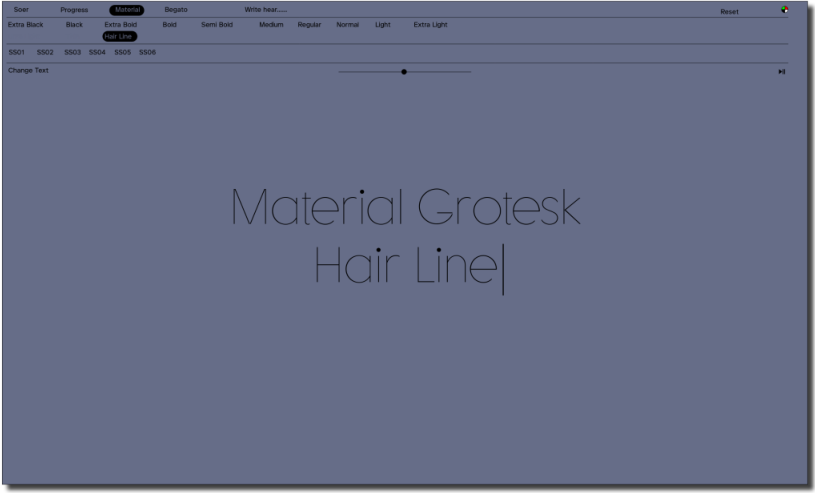 Soer Progress Material Begato Write hear...... Reset
Extra Black Black Extra Bold Bold Semi Bold Medum Regular Normal Light Extra Light
Hair Line
SS01 SS02 SS03 SS04 SS05 SS06
Change Text
Material Grotesk
Hair Line